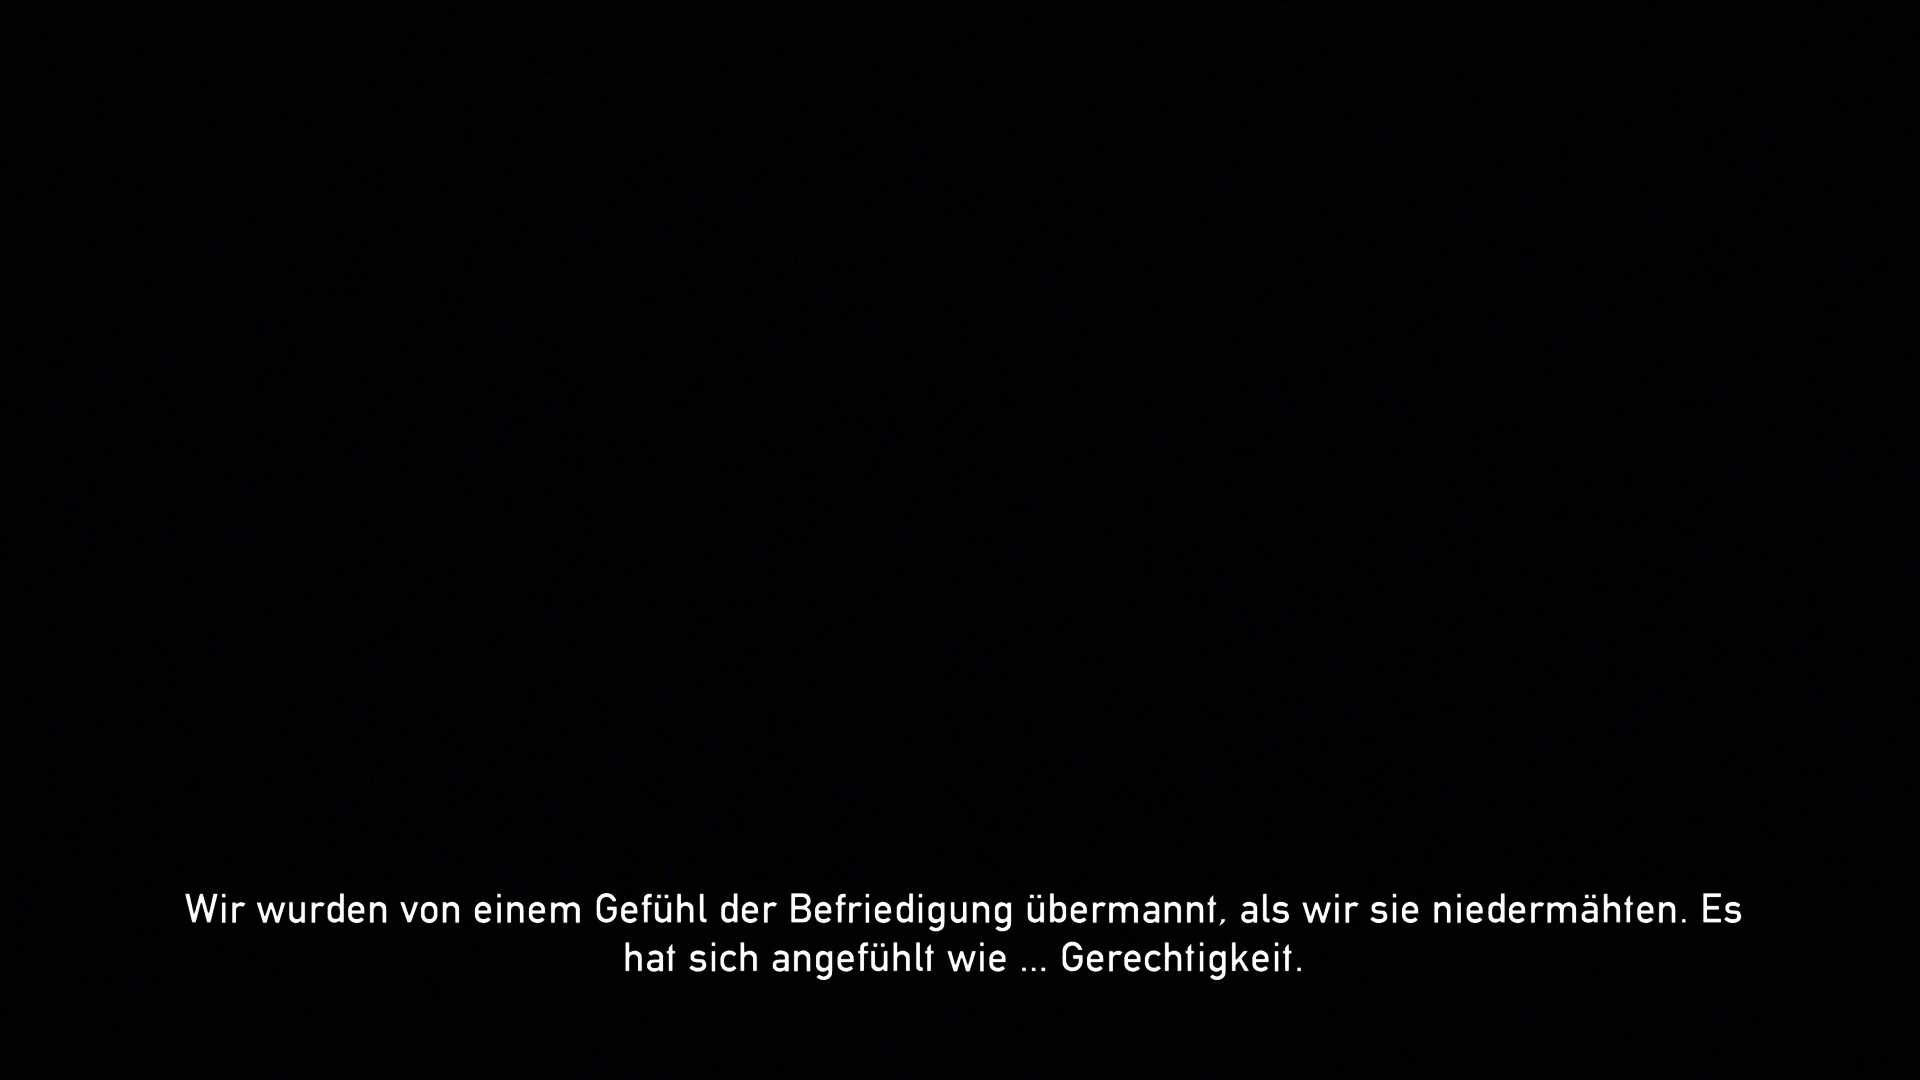 Wir wurden von einem Gefühl der Befriedigung übermannt, als wir sie niedermähten. Es
hat sich angefühlt wie ... Gerechtigkeit.